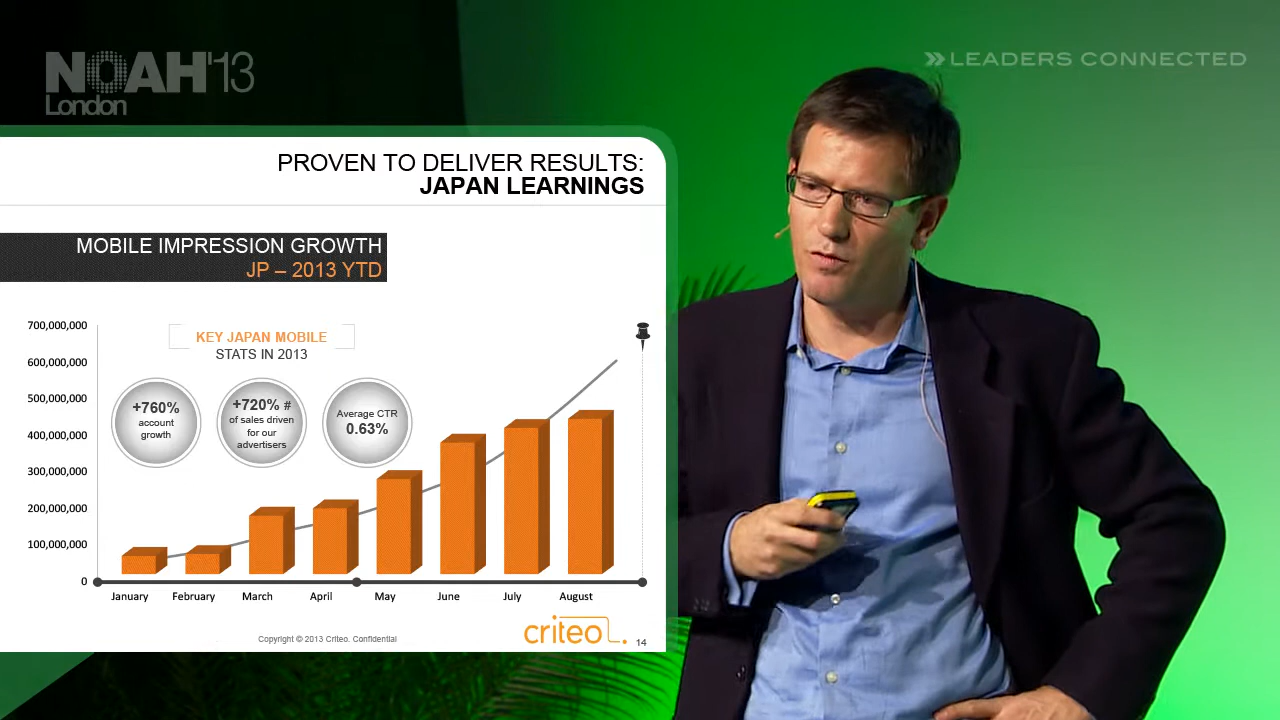 NOAH'13
London
LEADERS CONNECTED
PROVEN TO DELIVER RESULTS:
JAPAN LEARNINGS
MOBILE IMPRESSION GROWTH
JP – 2013 YTD
KEY JAPAN MOBILE
STATS IN 2013
+760%
account
growth
+720% #
of sales driven
for our
advertisers
Average CTR
0.63%
700,000,000
600,000,000
500,000,000
400,000,000
300,000,000
200,000,000
100,000,000
0
January February March April May June July August
Copyright © 2013 Criteo. Confidential
criteo
14